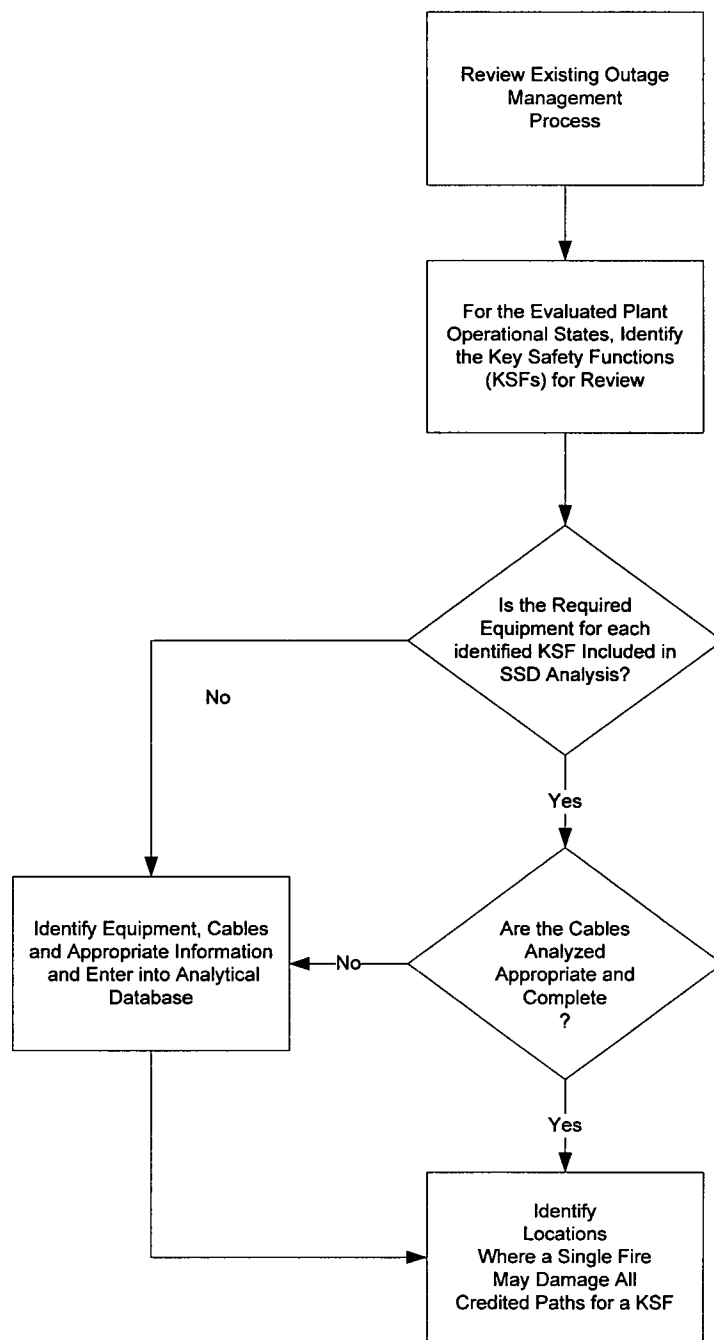 Review Existing Outage
Management
Process
For the Evaluated Plant
Operational States, Identify
the Key Safety Functions
(KSFs) for Review
Is the Required
Equipment for each
identified KSF Included in
SSD Analysis?
No
Yes
Identify Equipment, Cables
and Appropriate Information
and Enter into Analytical
Database
No
Are the Cables
Analyzed
Appropriate and
Complete
?
Yes
Identify
Locations
Where a Single Fire
May Damage All
Credited Paths for a KSF